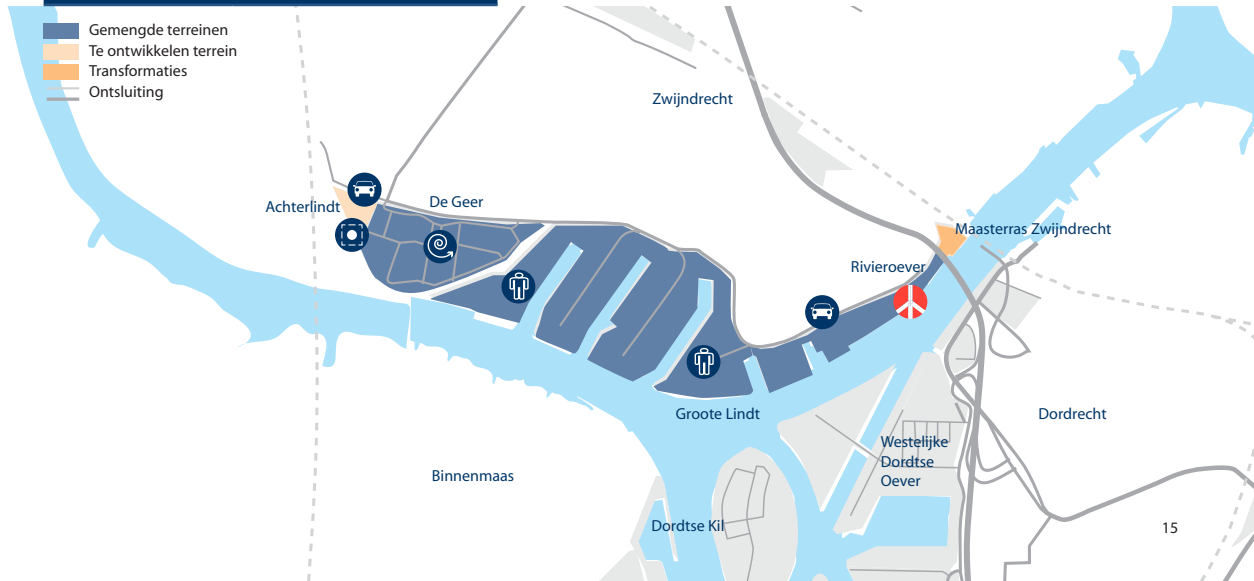 Gemengde terreinen
Te ontwikkelen terrein
Transformaties
Ontsluiting
Zwijndrecht
Achterlindt
De Geer
Maasterras Zwijndrecht
Rivieroever
Groote Lindt
Dordrecht
Westelijke
Dordtse
Oever
Binnenmaas
Dordtse Kil
15